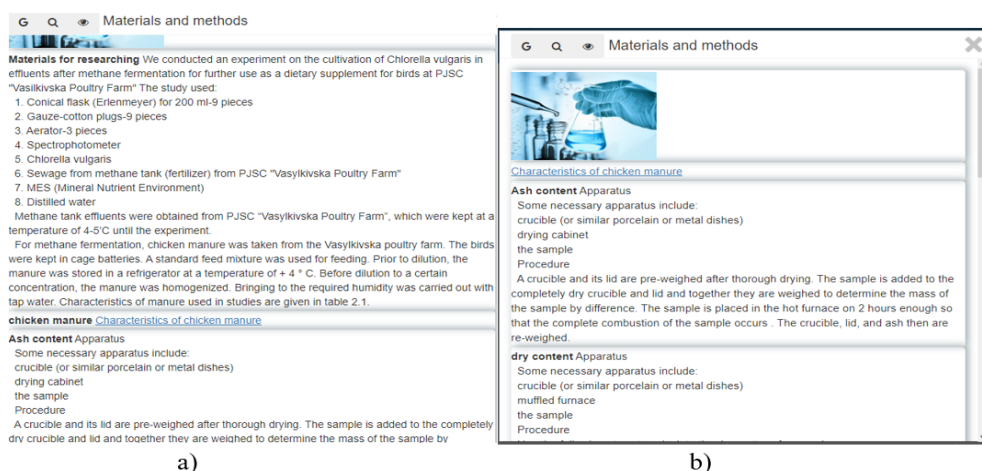 G Materials and methods
Materials for researching We conducted an experiment on the cultivation of Chlorella vulgaris in
effluents after methane fermentation for further use as a dietary supplement for birds at PJSC
"Vasilkivska Poultry Farm" The study used:
1. Conical flask (Erlenmeyer) for 200 ml-9 pieces
2. Gauze-cotton plugs-9 pieces
3. Aerator-3 pieces
4. Spectrophotometer
5. Chlorella vulgaris
6. Sewage from methane tank (fertilizer) from PJSC "Vasylkivska Poultry Farm"
7. MES (Mineral Nutrient Environment)
8. Distilled water
Methane tank effluents were obtained from PJSC "Vasylkivska Poultry Farm", which were kept at a
temperature of 4-5'C until the experiment.
For methane fermentation, chicken manure was taken from the Vasylkivska poultry farm. The birds
were kept in cage batteries. A standard feed mixture was used for feeding. Prior to dilution, the
manure was stored in a refrigerator at a temperature of + 4 ° C. Before dilution to a certain
concentration, the manure was homogenized. Bringing to the required humidity was carried out with
tap water. Characteristics of manure used in studies are given in table 2.1.
chicken manure Characteristics of chicken manure
Ash content Apparatus
Some necessary apparatus include:
crucible (or similar porcelain or metal dishes)
drying cabinet
the sample
Procedure
A crucible and its lid are pre-weighed after thorough drying. The sample is added to the completely
dry crucible and lid and together they are weighed to determine the mass of the sample by
a)
G Materials and methods
Characteristics of chicken manure
Ash content Apparatus
Some necessary apparatus include:
crucible (or similar porcelain or metal dishes)
drying cabinet
the sample
Procedure
A crucible and its lid are pre-weighed after thorough drying. The sample is added to the
completely dry crucible and lid and together they are weighed to determine the mass of
the sample by difference. The sample is placed in the hot furnace on 2 hours enough so
that the complete combustion of the sample occurs . The crucible, lid, and ash then are
re-weighed.
dry content Apparatus
Some necessary apparatus include:
crucible (or similar porcelain or metal dishes)
muffled furnace
the sample
Procedure
b)